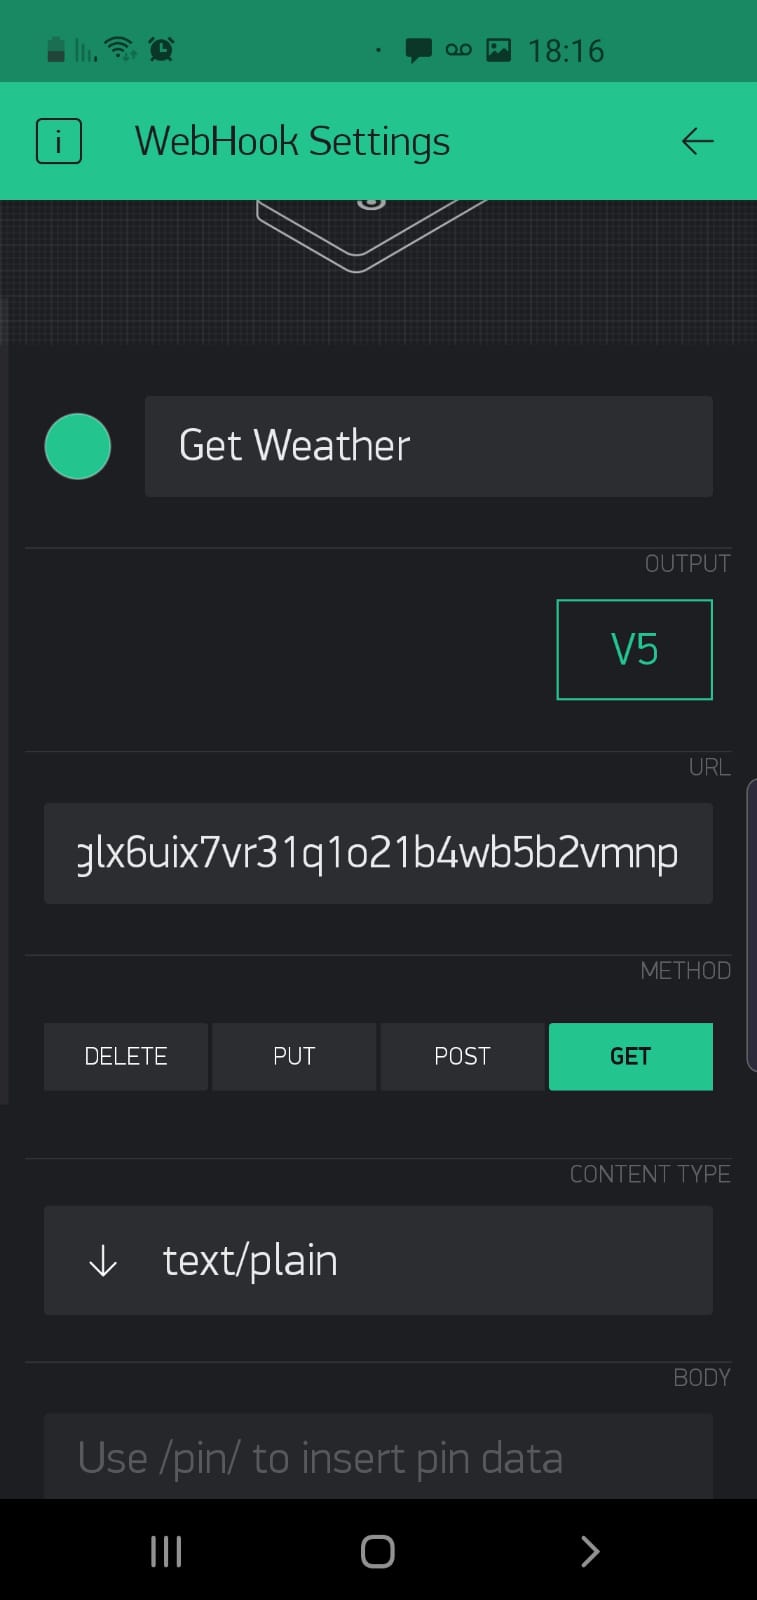 18:16
i WebHook Settings
Get Weather
OUTPUT
V5
URL
glx6uix7vr31q1o21b4wb5b2vmnp
METHOD
DELETE PUT POST GET
CONTENT TYPE
text/plain
BODY
Use /pin/ to insert pin data